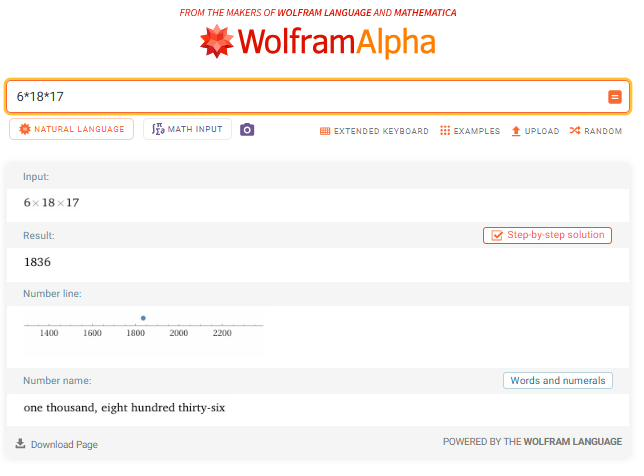 FROM THE MAKERS OF WOLFRAM LANGUAGE AND MATHEMATICA
WolframAlpha
6*18*17
NATURAL LANGUAGE
MATH INPUT
EXTENDED KEYBOARD
EXAMPLES
UPLOAD
RANDOM
Input:
6×18×17
Result:
Step-by-step solution
1836
Number line:
1400 1600 1800 2000 2200
Number name:
Words and numerals
one thousand, eight hundred thirty-six
Download Page
POWERED BY THE WOLFRAM LANGUAGE